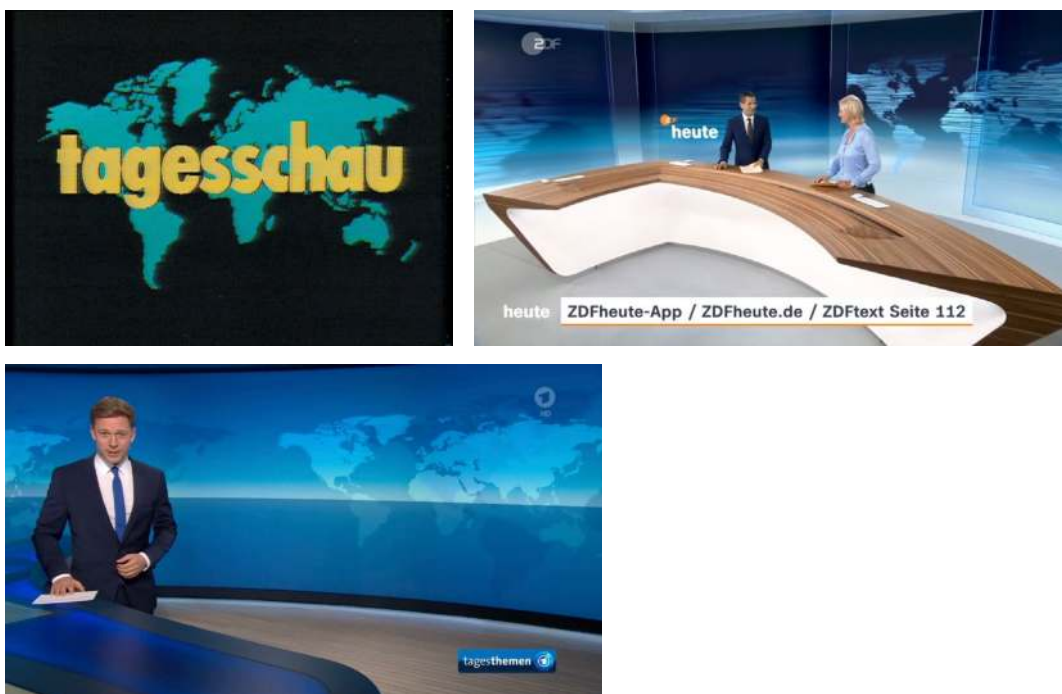 tagesschau
ZDF
heute
heute ZDFheute-App / ZDFheute.de / ZDFtext Seite 112
HD
tagesthemen